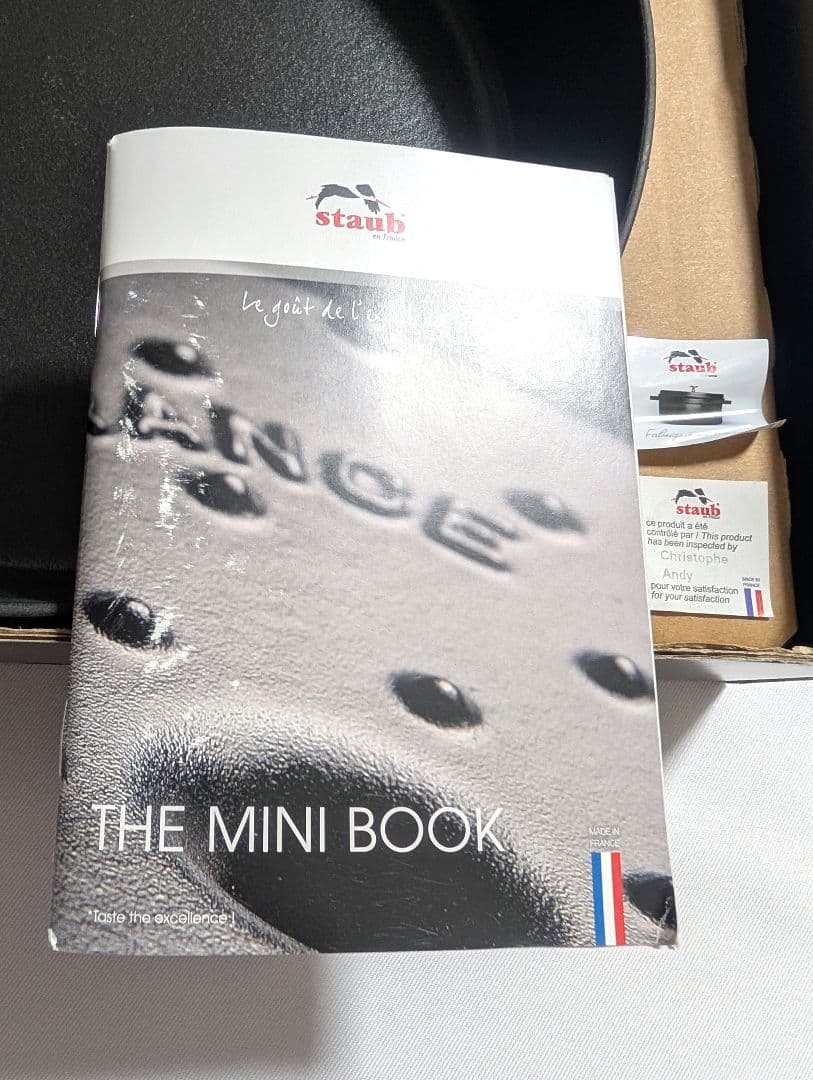 staub
en France
Le goût de l'
ANCE
THE MINI BOOK
MADE IN
FRANCE
"Taste the excellence !
staub
staub
ce produit a été
contrôlé par / This product
has been inspected by
Christophe
Andy
pour votre satisfaction
for your satisfaction
MADE IN
FRANCE